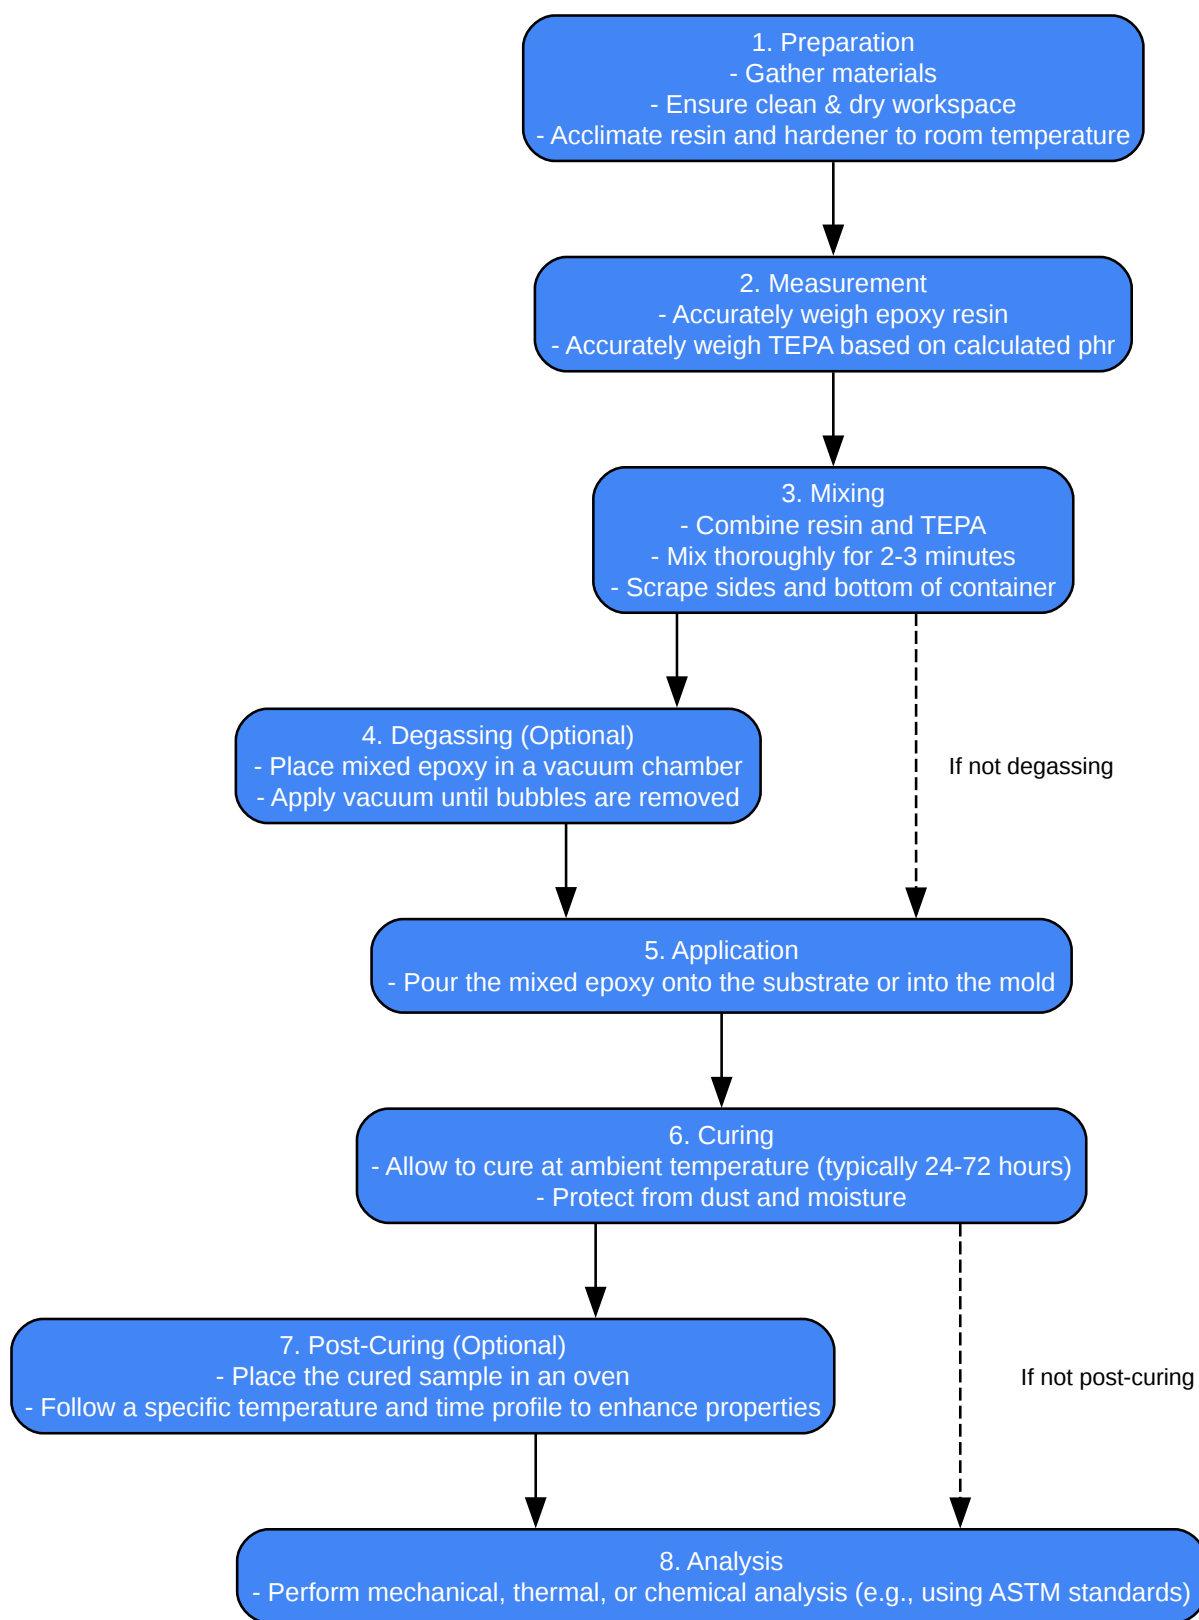 1. Preparation
- Gather materials
- Ensure clean & dry workspace
- Acclimate resin and hardener to room temperature
2. Measurement
- Accurately weigh epoxy resin
- Accurately weigh TEPA based on calculated phr
3. Mixing
- Combine resin and TEPA
- Mix thoroughly for 2-3 minutes
- Scrape sides and bottom of container
4. Degassing (Optional)
- Place mixed epoxy in a vacuum chamber
- Apply vacuum until bubbles are removed
If not degassing
5. Application
- Pour the mixed epoxy onto the substrate or into the mold
6. Curing
- Allow to cure at ambient temperature (typically 24-72 hours)
- Protect from dust and moisture
7. Post-Curing (Optional)
- Place the cured sample in an oven
- Follow a specific temperature and time profile to enhance properties
If not post-curing
8. Analysis
- Perform mechanical, thermal, or chemical analysis (e.g., using ASTM standards)